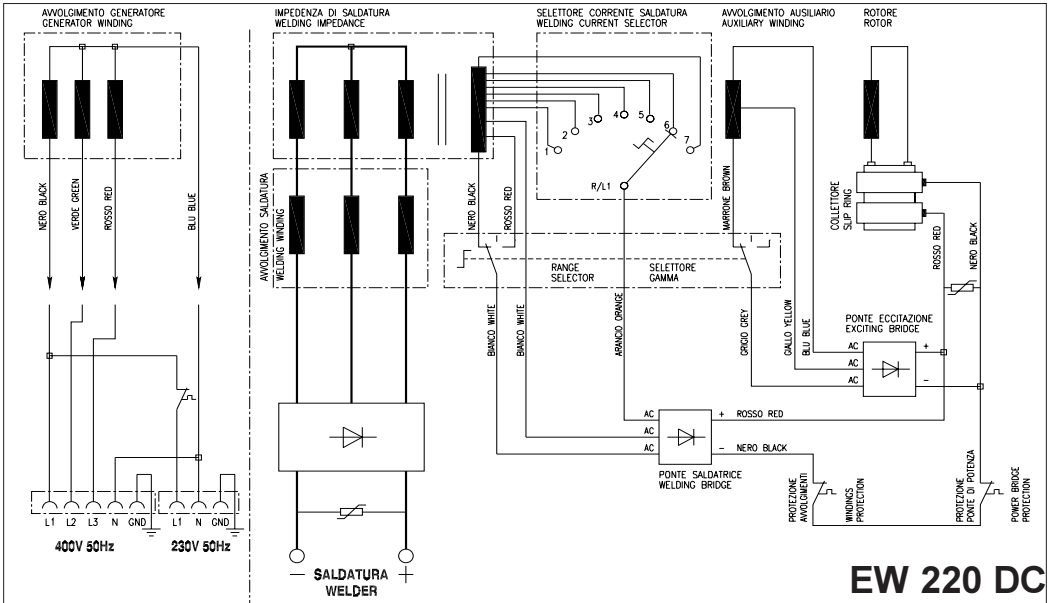 AVVOLGIMENTO GENERATORE
GENERATOR WINDING
IMPEDENZA DI SALDATURA
WELDING IMPEDANCE
SELETTORE CORRENTE SALDATURA
WELDING CURRENT SELECTOR
AVVOLGIMENTO AUSILIARIO
AUXILIARY WINDING
ROTORE
ROTOR
1
2
3
4
5
6
7
R/L1
NERO BLACK
VERDE GREEN
ROSSO RED
BLU BLUE
AVVOLGIMENTO SALDATURA
WELDING WINDING
NERO BLACK
ROSSO RED
MARRONE BROWN
COLLETTORE
SLIP RING
ROSSO RED
NERO BLACK
RANGE
SELECTOR
SELETTORE
GAMMA
BIANCO WHITE
BIANCO WHITE
ARANCIO ORANGE
GRIGIO GREY
GIALLO YELLOW
BLU BLUE
PONTE ECCITAZIONE
EXCITING BRIDGE
AC
AC
AC
+
−
AC
AC
AC
+ ROSSO RED
− NERO BLACK
PONTE SALDATRICE
WELDING BRIDGE
PROTEZIONE
AVVOLGIMENTI
WINDINGS
PROTECTION
PROTEZIONE
PONTE DI POTENZA
POWER BRIDGE
PROTECTION
L1 L2 L3 N GND
400V 50Hz
L1 N GND
230V 50Hz
− SALDATURA +
WELDER
EW 220 DC